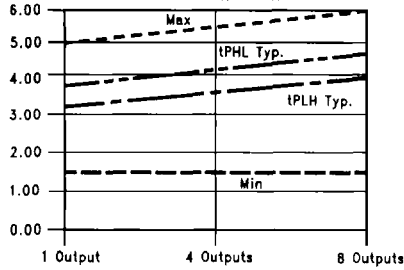 6.00
Max
5.00
tPHL Typ.
4.00
tPLH Typ.
3.00
2.00
Min
1.00
0.00
1 Output
4 Outputs
8 Outputs